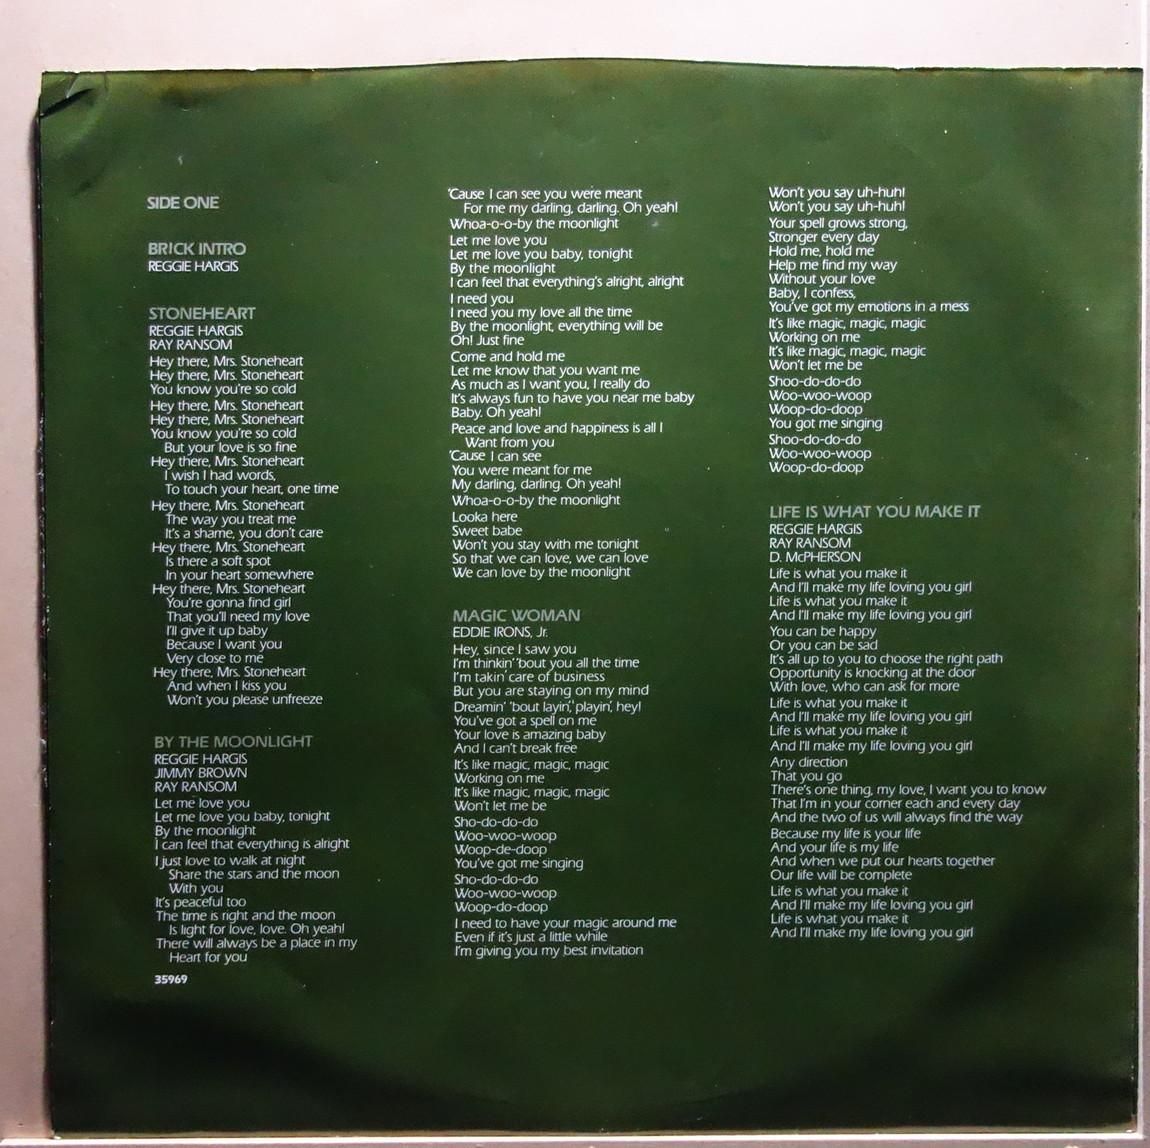 SIDE ONE
BRICK INTRO
REGGIE HARGIS
STONEHEART
REGGIE HARGIS
RAY RANSOM
Hey there, Mrs. Stoneheart
Hey there, Mrs. Stoneheart
You know you're so cold
Hey there, Mrs. Stoneheart
Hey there, Mrs. Stoneheart
You know you're so cold
But your love is so fine
Hey there, Mrs. Stoneheart
I wish I had words,
To touch your heart, one time
Hey there, Mrs. Stoneheart
The way you treat me
It's a shame, you don't care
Hey there, Mrs. Stoneheart
Is there a soft spot
In your heart somewhere
Hey there, Mrs. Stoneheart
You're gonna find girl
That you'll need my love
I'll give it up baby
Because I want you
Very close to me
Hey there, Mrs. Stoneheart
And when I kiss you
Won't you please unfreeze
BY THE MOONLIGHT
REGGIE HARGIS
JIMMY BROWN
RAY RANSOM
Let me love you
Let me love you baby, tonight
By the moonlight
I can feel that everything is alright
I just love to walk at night
Share the stars and the moon
With you
It's peaceful too
The time is right and the moon
Is light for love, love. Oh yeah!
There will always be a place in my
Heart for you
35969
'Cause I can see you were meant
For me my darling, darling. Oh yeah!
Whoa-o-o-by the moonlight
Let me love you
Let me love you baby, tonight
By the moonlight
I can feel that everything's alright, alright
I need you
I need you my love all the time
By the moonlight, everything will be
Oh! Just fine
Come and hold me
Let me know that you want me
As much as I want you, I really do
It's always fun to have you near me baby
Baby. Oh yeah!
Peace and love and happiness is all I
Want from you
'Cause I can see
You were meant for me
My darling, darling. Oh yeah!
Whoa-o-o-by the moonlight
Looka here
Sweet babe
Won't you stay with me tonight
So that we can love, we can love
We can love by the moonlight
MAGIC WOMAN
EDDIE IRONS, Jr.
Hey, since I saw you
I'm thinkin' 'bout you all the time
I'm takin' care of business
But you are staying on my mind
Dreamin' 'bout layin', playin', hey!
You've got a spell on me
Your love is amazing baby
And I can't break free
It's like magic, magic, magic
Working on me
It's like magic, magic, magic
Won't let me be
Sho-do-do-do
Woo-woo-woop
Woop-de-doop
You've got me singing
Sho-do-do-do
Woo-woo-woop
Woop-do-doop
I need to have your magic around me
Even if it's just a little while
I'm giving you my best invitation
Won't you say uh-huh!
Won't you say uh-huh!
Your spell grows strong,
Stronger every day
Hold me, hold me
Help me find my way
Without your love
Baby, I confess,
You've got my emotions in a mess
It's like magic, magic, magic
Working on me
It's like magic, magic, magic
Won't let me be
Shoo-do-do-do
Woo-woo-woop
Woop-do-doop
You got me singing
Shoo-do-do-do
Woo-woo-woop
Woop-do-doop
LIFE IS WHAT YOU MAKE IT
REGGIE HARGIS
RAY RANSOM
D. McPHERSON
Life is what you make it
And I'll make my life loving you girl
Life is what you make it
And I'll make my life loving you girl
You can be happy
Or you can be sad
It's all up to you to choose the right path
Opportunity is knocking at the door
With love, who can ask for more
Life is what you make it
And I'll make my life loving you girl
Life is what you make it
And I'll make my life loving you girl
Any direction
That you go
There's one thing, my love, I want you to know
That I'm in your corner each and every day
And the two of us will always find the way
Because my life is your life
And your life is my life
And when we put our hearts together
Our life will be complete
Life is what you make it
And I'll make my life loving you girl
Life is what you make it
And I'll make my life loving you girl